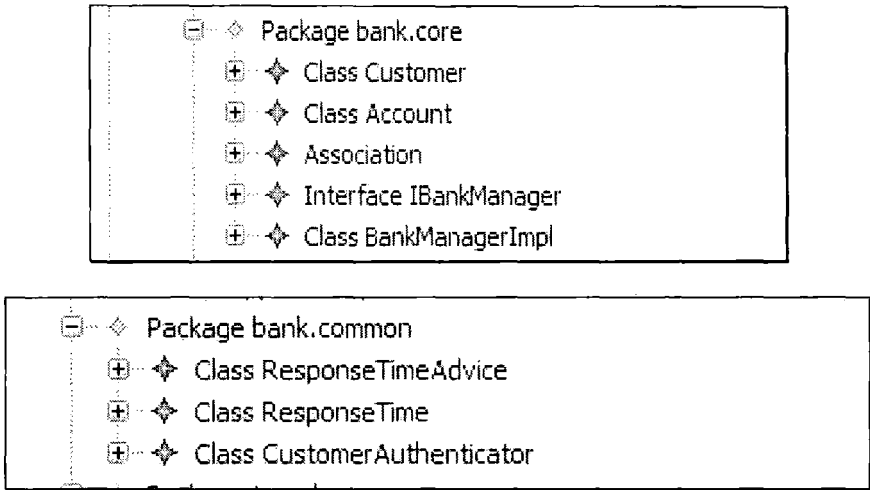 Package bank.core
Class Customer
Class Account
Association
Interface IBankManager
Class BankManagerImpl
Package bank.common
Class ResponseTimeAdvice
Class ResponseTime
Class CustomerAuthenticator